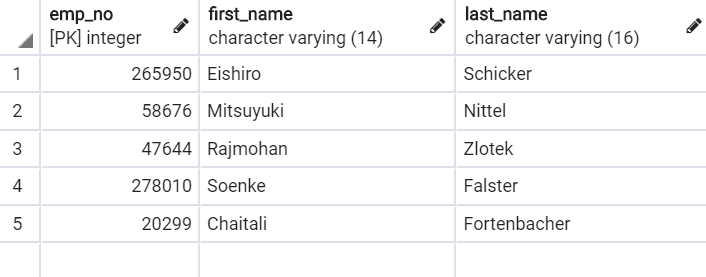 emp_no first_name last_name
[PK] integer character varying (14) character varying (16)
1 265950 Eishiro Schicker
2 58676 Mitsuyuki Nittel
3 47644 Rajmohan Zlotek
4 278010 Soenke Falster
5 20299 Chaitali Fortenbacher